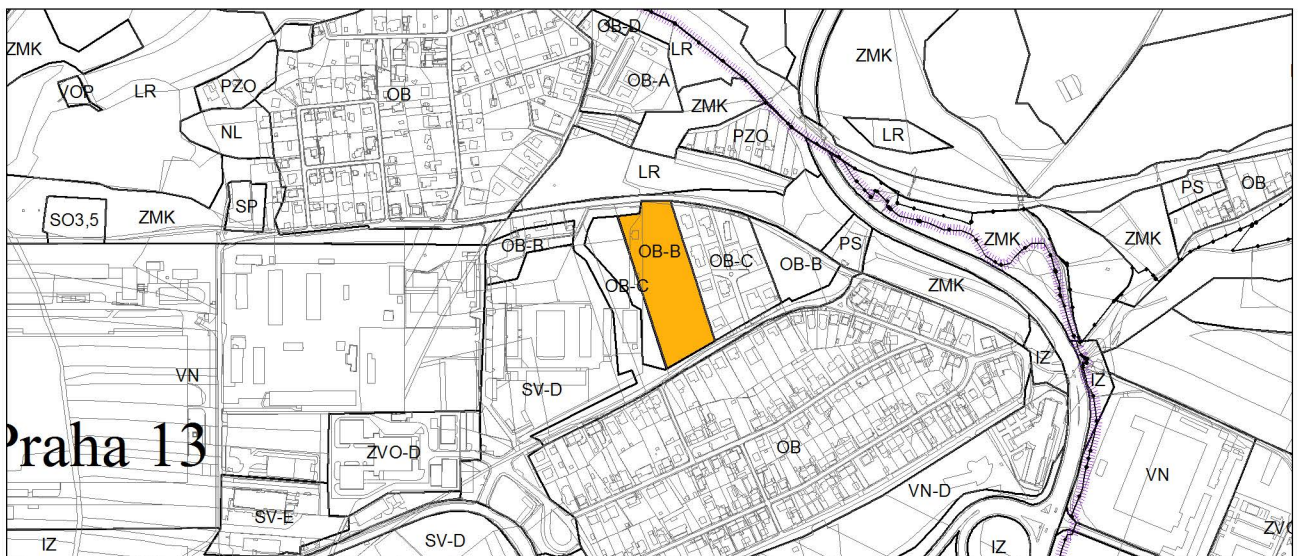 OB-D
ZMK
LR
ZMK
VOP
LR
PZO
OB
OB-A
ZMK
NL
PZO
LR
LR
PS
OB
SO3,5
ZMK
SP
OB-B
OB-B
OB-C
OB-B
PS
ZMK
ZMK
OB-C
ZMK
VN
SV-D
IZ
IZ
Praha 13
ZVO-D
OB
VN-D
VN
SV-E
IZ
SV-D
IZ
ZVO